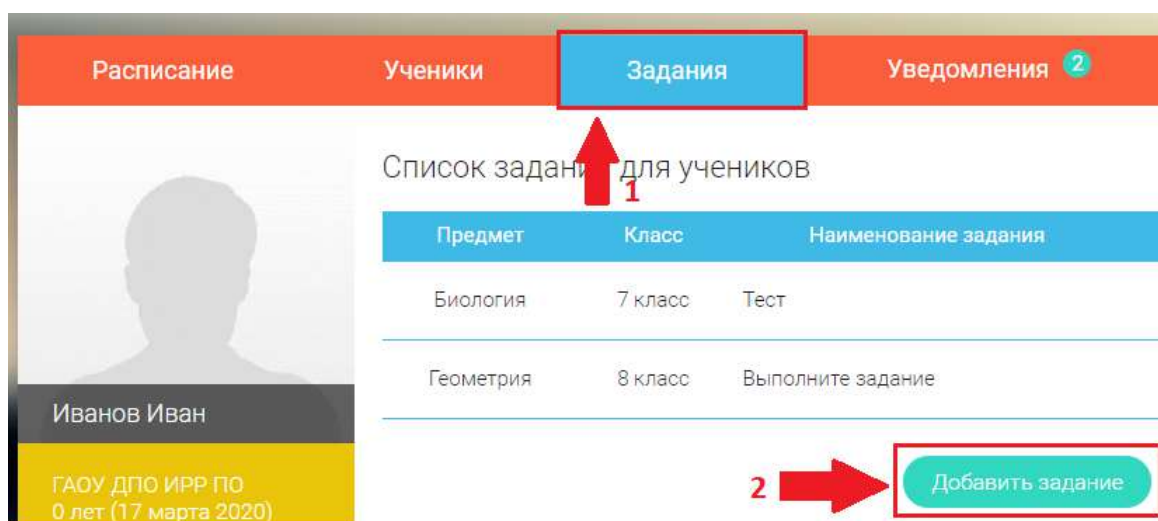 Расписание Ученики Задания Уведомления 2
Список заданий для учеников
1
Предмет Класс Наименование задания
Биология 7 класс Тест
Геометрия 8 класс Выполните задание
Иванов Иван
2 Добавить задание
ГАОУ ДПО ИРР ПО
0 лет (17 марта 2020)